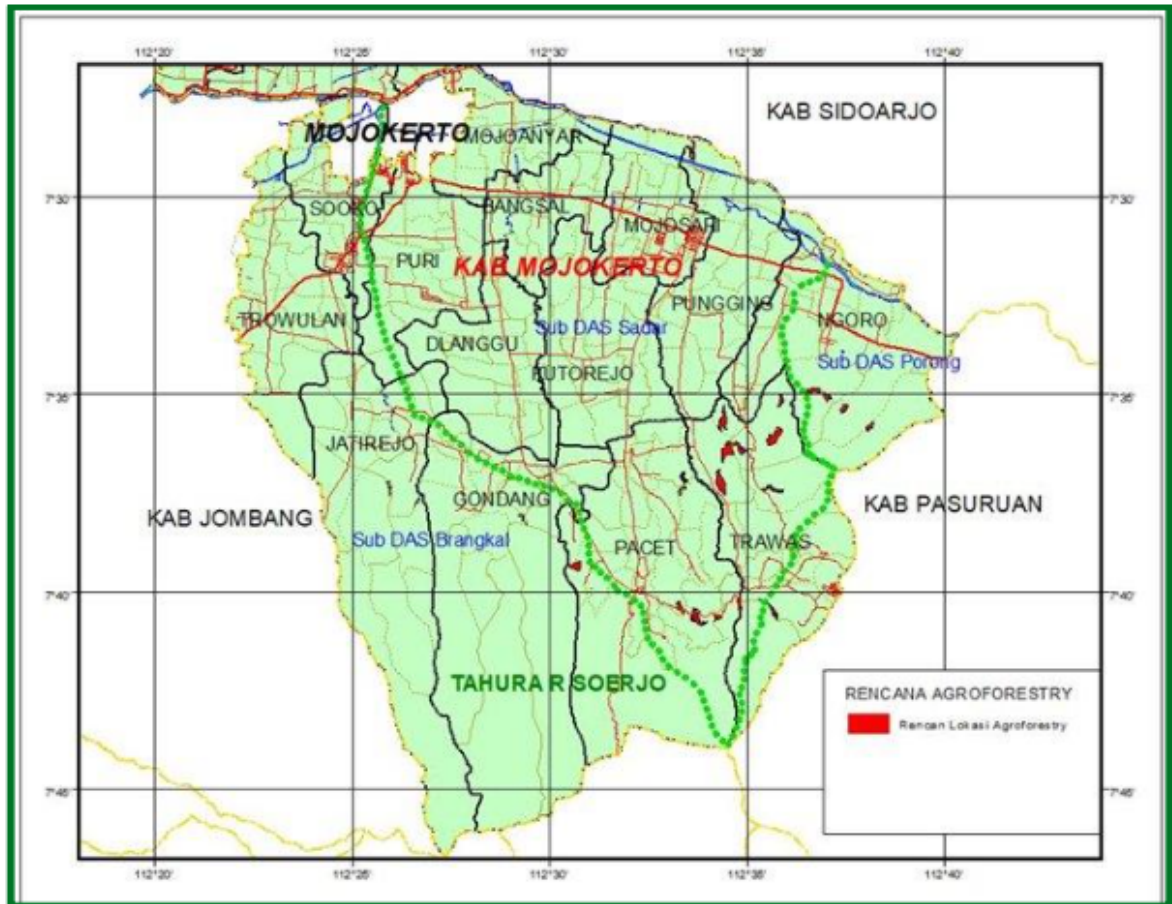 112°20' 112°25' 112°30' 112°35' 112°40'
KAB SIDOARJO
MOJOKERTO
MOJOANYAR
7°30' 7°30'
SOOKO
BANGSAL
MOJOSARI
PURI
KAB MOJOKERTO
PUNGGING
TROWULAN
NGORO
Sub DAS Sadar
DLANGGU
Sub DAS Porong
KUTOREJO
7°35' 7°35'
JATIREJO
GONDANG
KAB PASURUAN
KAB JOMBANG
Sub DAS Brangkal
PACET
TRAWAS
7°40' 7°40'
TAHURA R SOERJO
RENCANA AGROFORESTRY
Rencan Lokasi Agroforestry
7°45' 7°45'
112°20' 112°25' 112°30' 112°35' 112°40'